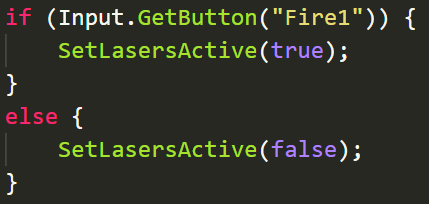 if (Input.GetButton("Fire1")) {
    SetLasersActive(true);
}
else {
    SetLasersActive(false);
}